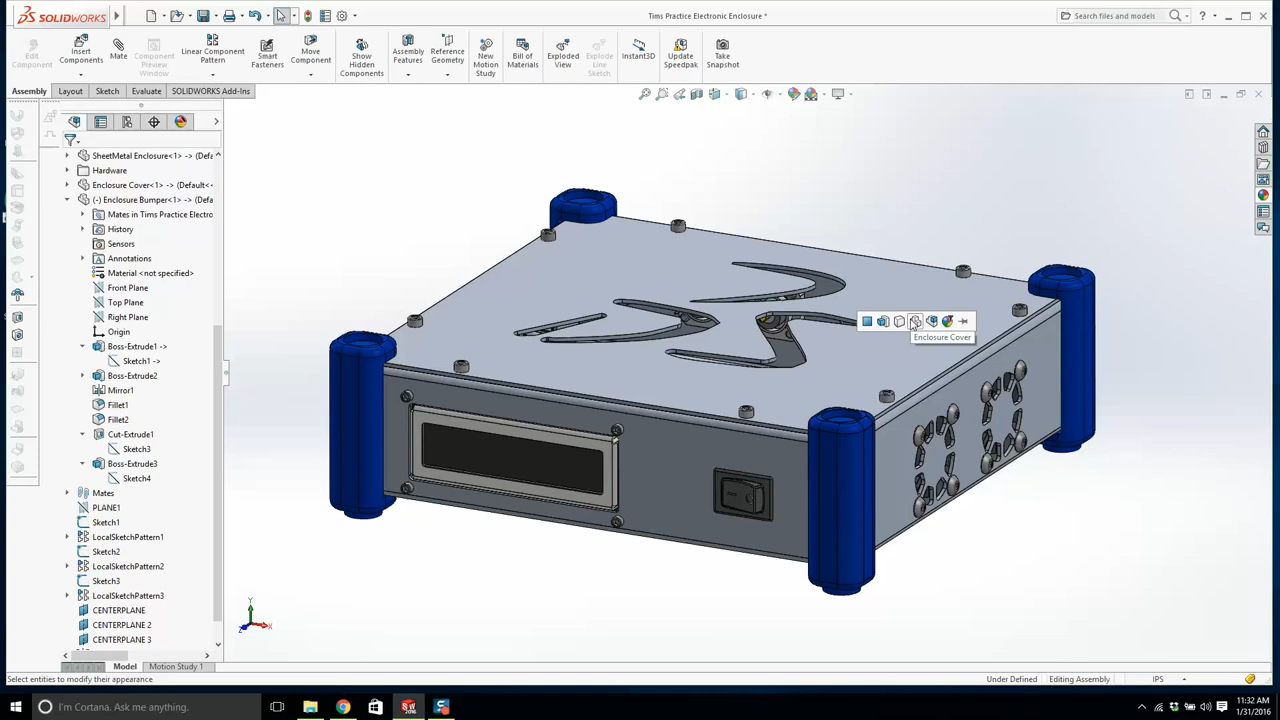 SOLIDWORKS
Tims Practice Electronic Enclosure *
Search files and models
Edit Component
Insert Components
Mate
Component Preview Window
Linear Component Pattern
Smart Fasteners
Move Component
Show Hidden Components
Assembly Features
Reference Geometry
New Motion Study
Bill of Materials
Exploded View
Explode Line Sketch
Instant3D
Update Speedpak
Take Snapshot
Assembly
Layout
Sketch
Evaluate
SOLIDWORKS Add-Ins
SheetMetal Enclosure<1> -> (Defa
Hardware
Enclosure Cover<1> -> (Default<<
(-) Enclosure Bumper<1> -> (Defa
Mates in Tims Practice Electro
History
Sensors
Annotations
Material <not specified>
Front Plane
Top Plane
Right Plane
Origin
Boss-Extrude1 ->
Sketch1 ->
Boss-Extrude2
Mirror1
Fillet1
Fillet2
Cut-Extrude1
Sketch3
Boss-Extrude3
Sketch4
Mates
PLANE1
Sketch1
LocalSketchPattern1
Sketch2
LocalSketchPattern2
Sketch3
LocalSketchPattern3
CENTERPLANE
CENTERPLANE 2
CENTERPLANE 3
Enclosure Cover
Y
X
Z
Model
Motion Study 1
Select entities to modify their appearance
Under Defined
Editing Assembly
IPS
I'm Cortana. Ask me anything.
11:32 AM
1/31/2016